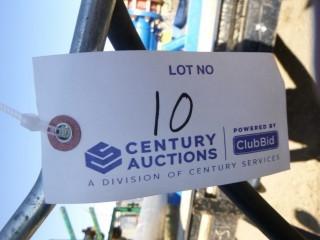 LOT NO
10
CENTURY
AUCTIONS
POWERED BY
ClubBid
A DIVISION OF CENTURY SERVICES